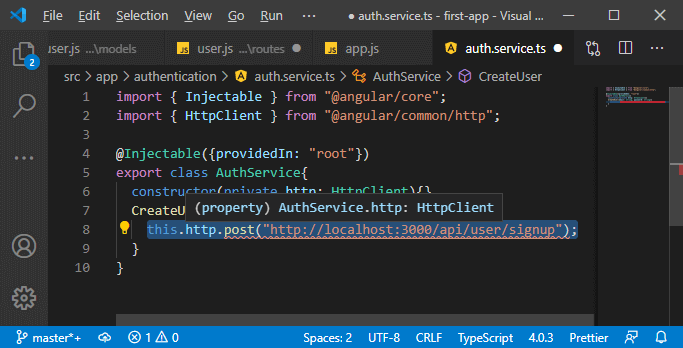 File Edit Selection View Go Run ··· ● auth.service.ts - first-app - Visual ...
user.js ...\models
JS user.js ...\routes ●
JS app.js
auth.service.ts ● ···
2
src > app > authentication > auth.service.ts > AuthService > CreateUser
1 import { Injectable } from "@angular/core";
2 import { HttpClient } from "@angular/common/http";
3
4 @Injectable({providedIn: "root"})
5 export class AuthService{
6 constructor(private http: HttpClient){}
(property) AuthService.http: HttpClient
7 CreateU
8 this.http.post("http://localhost:3000/api/user/signup");
9 }
10 }
master*+ 1 0 Spaces: 2 UTF-8 CRLF TypeScript 4.0.3 Prettier